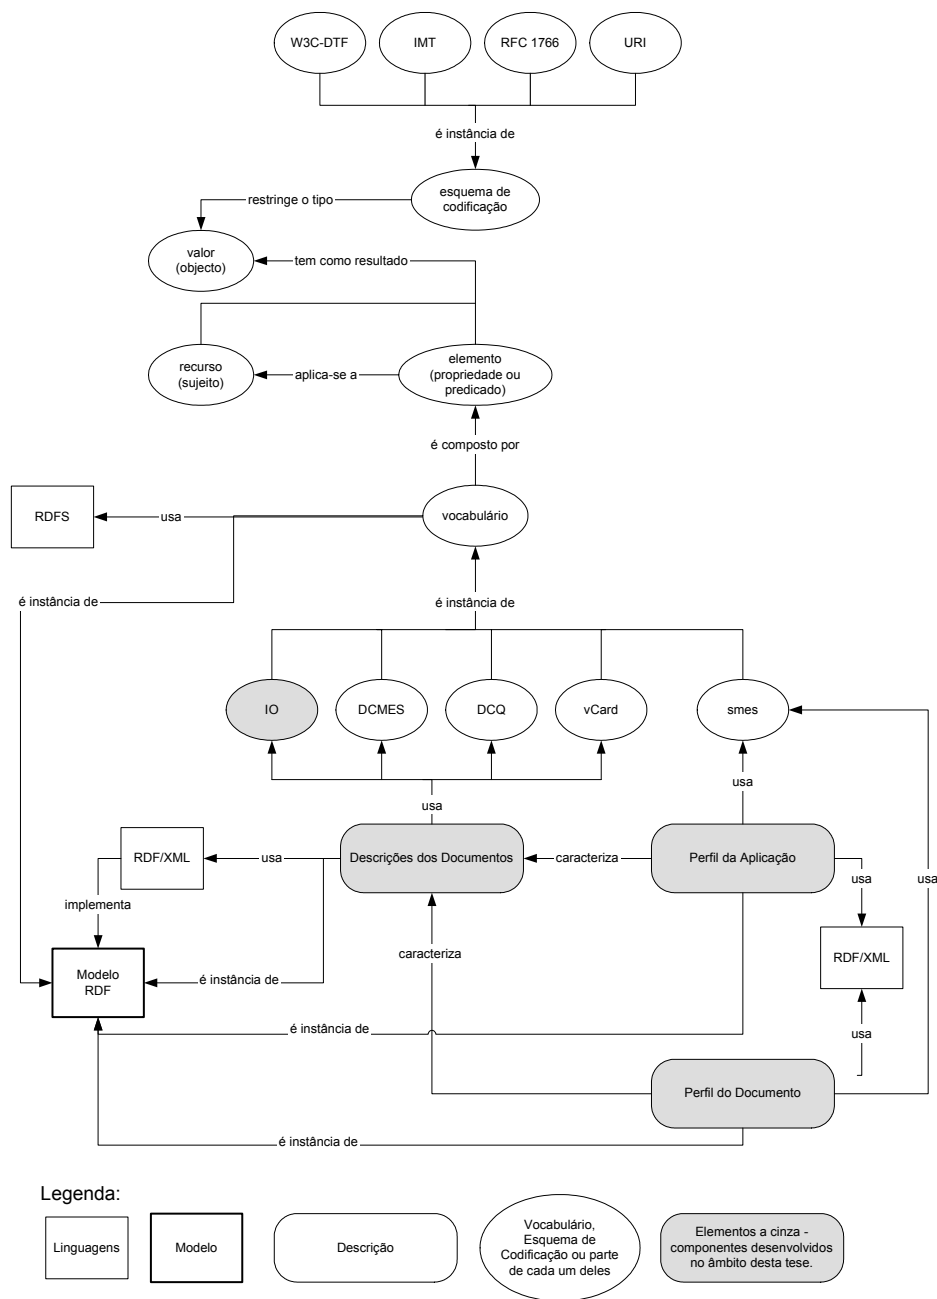 W3C-DTF
IMT
RFC 1766
URI
é instância de
esquema de
codificação
restringe o tipo
valor
(objecto)
tem como resultado
recurso
(sujeito)
aplica-se a
elemento
(propriedade ou
predicado)
é composto por
RDFS
usa
vocabulário
é instância de
é instância de
IO
DCMES
DCQ
vCard
smes
usa
usa
RDF/XML
usa
Descrições dos Documentos
caracteriza
Perfil da Aplicação
usa
usa
implementa
caracteriza
RDF/XML
Modelo
RDF
é instância de
é instância de
usa
Perfil do Documento
é instância de
Legenda:
Linguagens
Modelo
Descrição
Vocabulário,
Esquema de
Codificação ou parte
de cada um deles
Elementos a cinza -
componentes desenvolvidos
no âmbito desta tese.